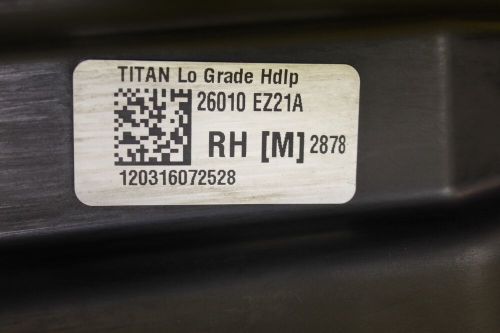 TITAN Lo Grade Hdlp
26010 EZ21A
RH [M] 2878
120316072528